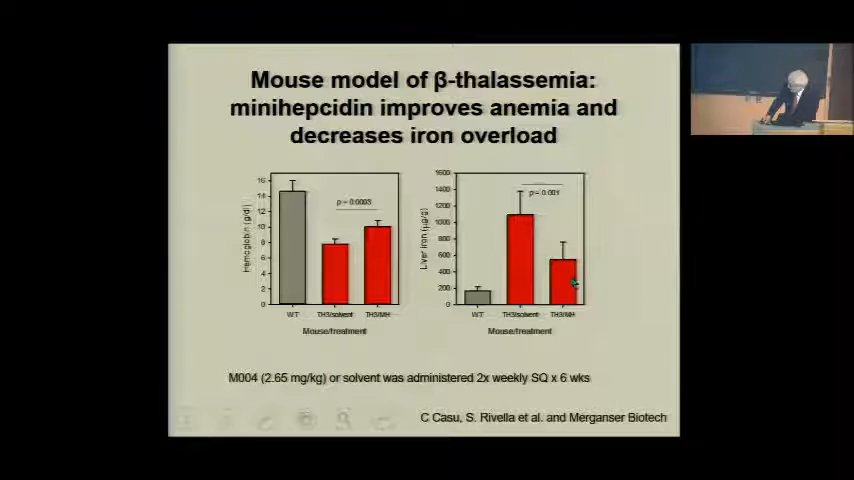 Mouse model of β-thalassemia:
minihepcidin improves anemia and
decreases iron overload
Hemoglobin (g/dl)
16
14
12
10
8
6
4
2
0
p = 0.0003
WT
TH3/solvent
TH3/MH
Mouse/treatment
Liver iron (μg/g)
1600
1400
1200
1000
800
600
400
200
0
p = 0.001
WT
TH3/solvent
TH3/MH
Mouse/treatment
M004 (2.65 mg/kg) or solvent was administered 2x weekly SQ x 6 wks
C Casu, S. Rivella et al. and Merganser Biotech